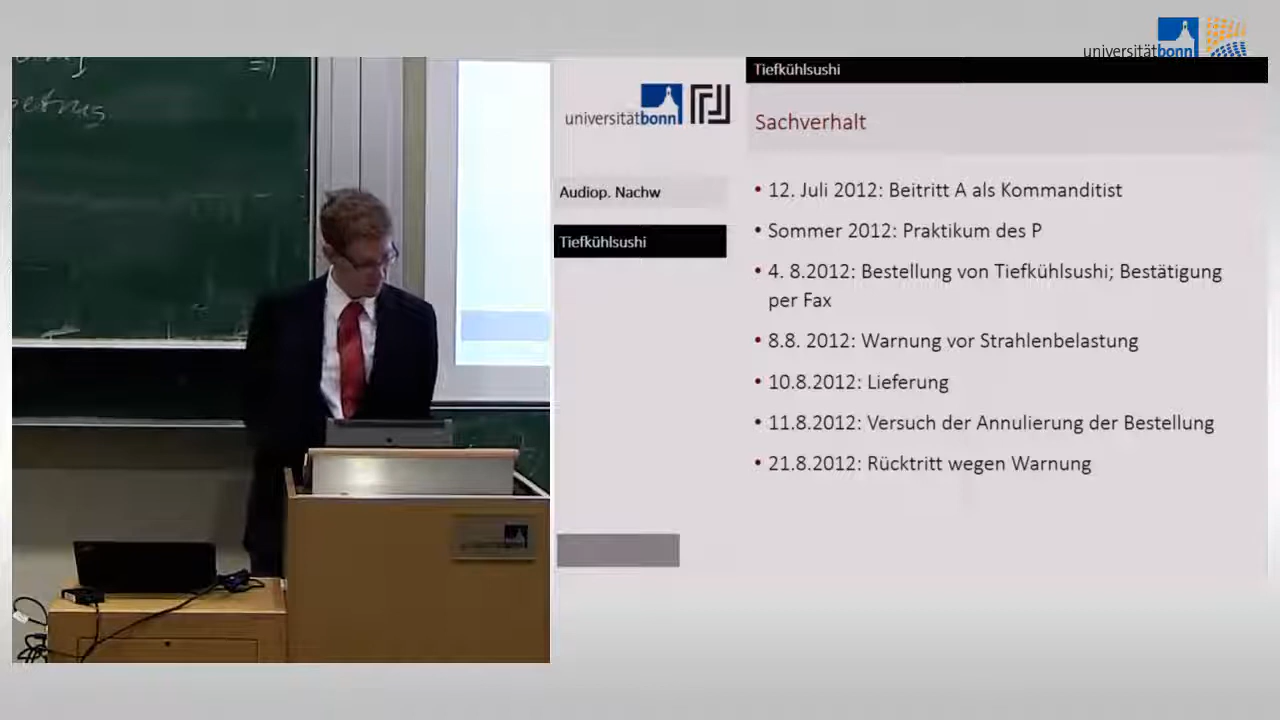 universitätbonn
Tiefkühlsushi
universitätbonn
Sachverhalt
Audiop. Nachw
Tiefkühlsushi
• 12. Juli 2012: Beitritt A als Kommanditist
• Sommer 2012: Praktikum des P
• 4. 8.2012: Bestellung von Tiefkühlsushi; Bestätigung
per Fax
• 8.8. 2012: Warnung vor Strahlenbelastung
• 10.8.2012: Lieferung
• 11.8.2012: Versuch der Annulierung der Bestellung
• 21.8.2012: Rücktritt wegen Warnung